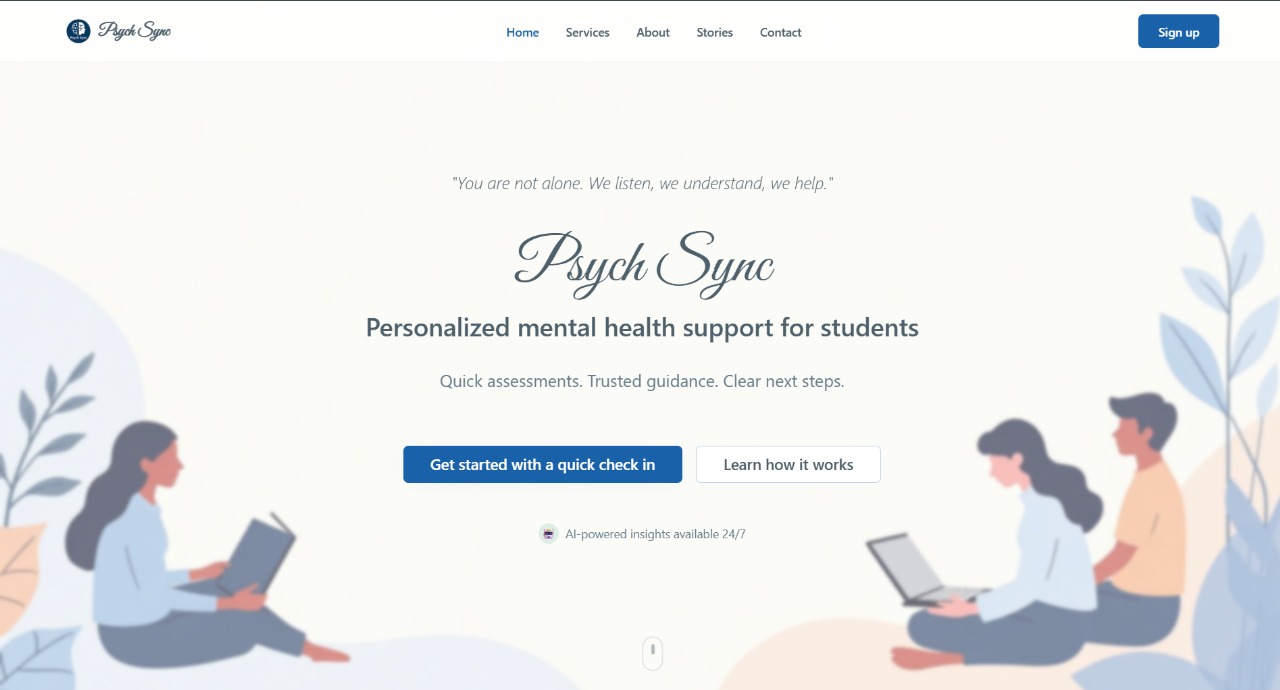 Psych Sync
Home Services About Stories Contact
Sign up
"You are not alone. We listen, we understand, we help."
Psych Sync
Personalized mental health support for students
Quick assessments. Trusted guidance. Clear next steps.
Get started with a quick check in
Learn how it works
AI-powered insights available 24/7